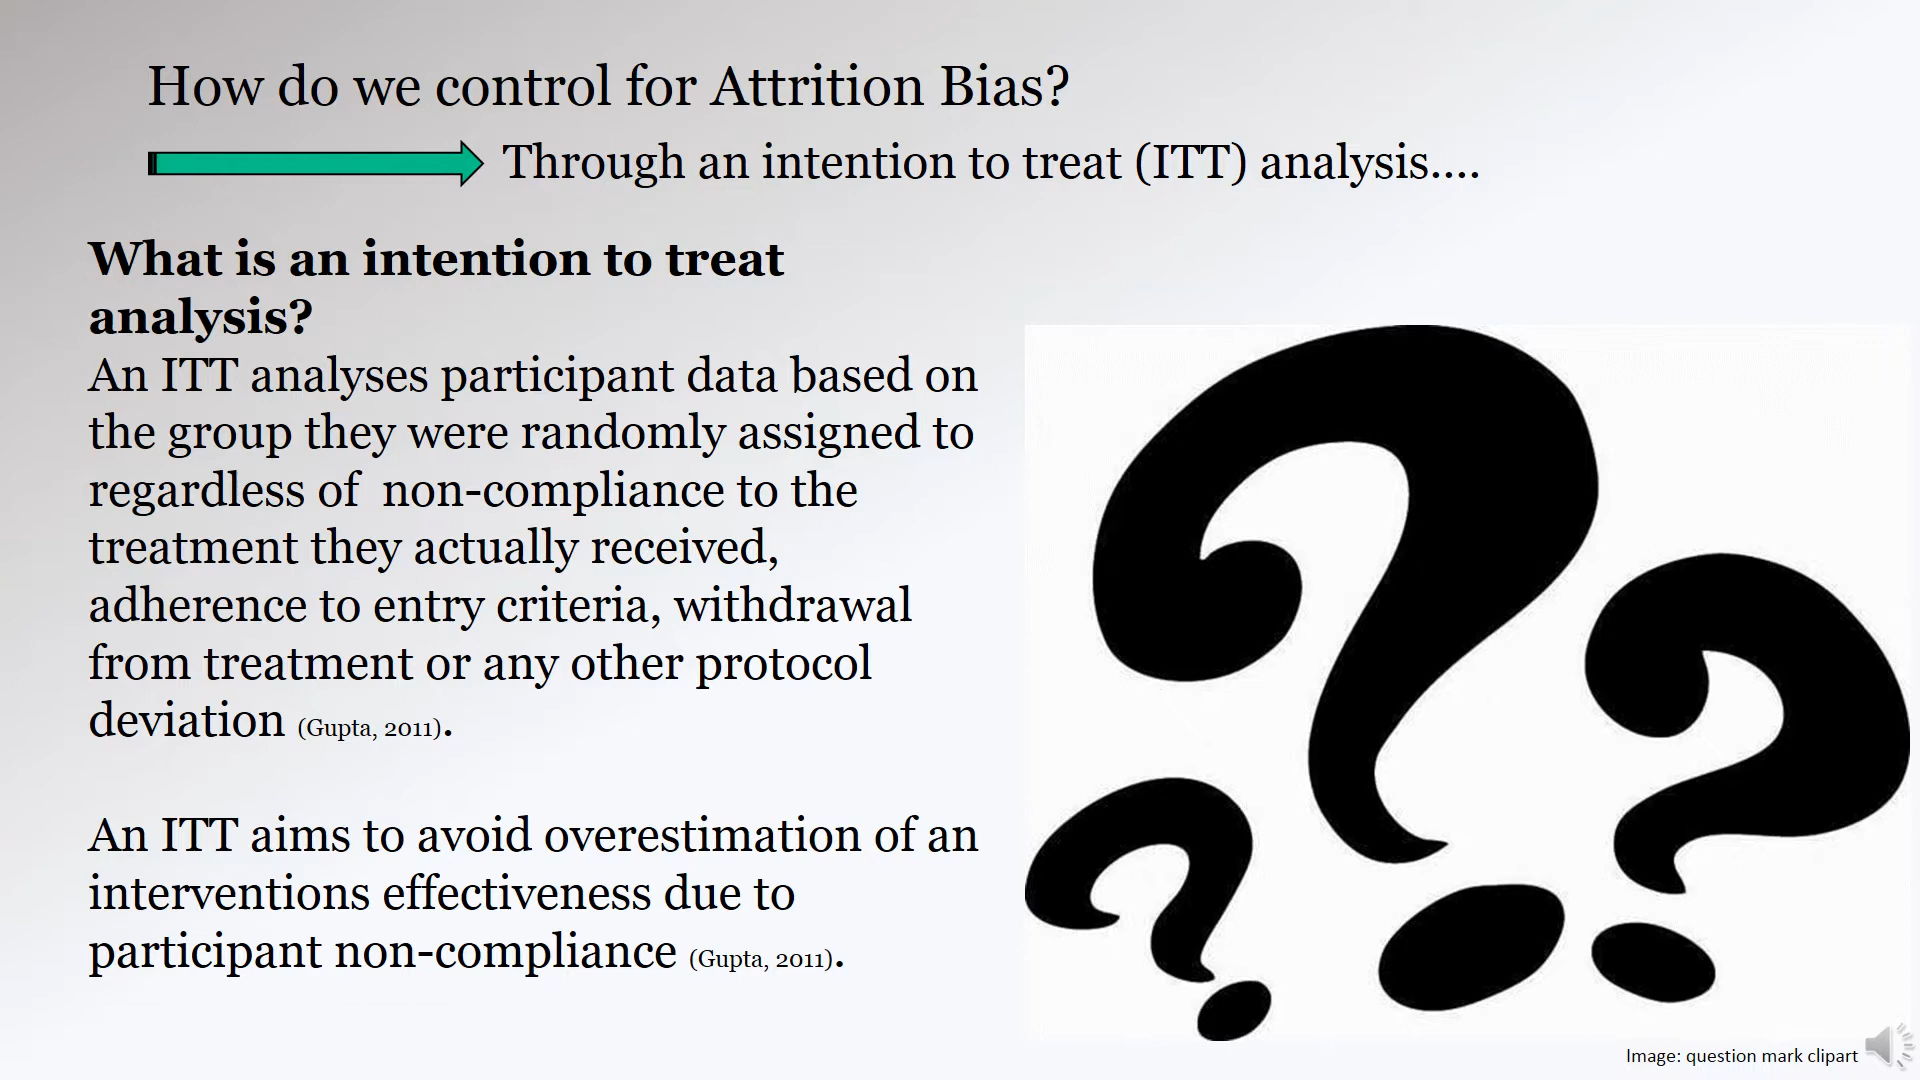 How do we control for Attrition Bias?
Through an intention to treat (ITT) analysis....
What is an intention to treat
analysis?
An ITT analyses participant data based on
the group they were randomly assigned to
regardless of  non-compliance to the
treatment they actually received,
adherence to entry criteria, withdrawal
from treatment or any other protocol
deviation (Gupta, 2011).
An ITT aims to avoid overestimation of an
interventions effectiveness due to
participant non-compliance (Gupta, 2011).
Image: question mark clipart